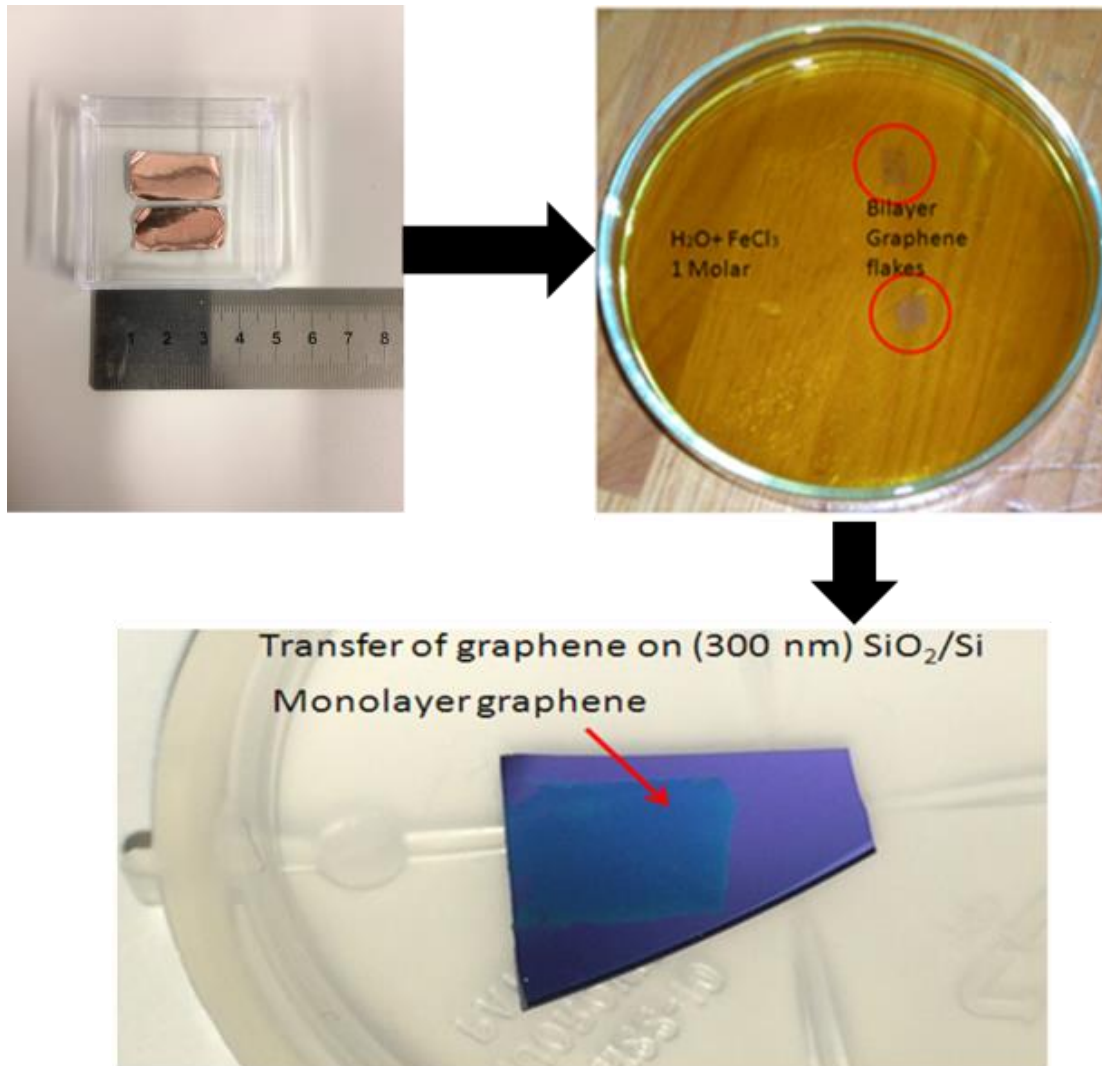 1 2 3 4 5 6 7 8
H₂O+ FeCl₃
1 Molar
Bilayer
Graphene
flakes
Transfer of graphene on (300 nm) SiO₂/Si
Monolayer graphene